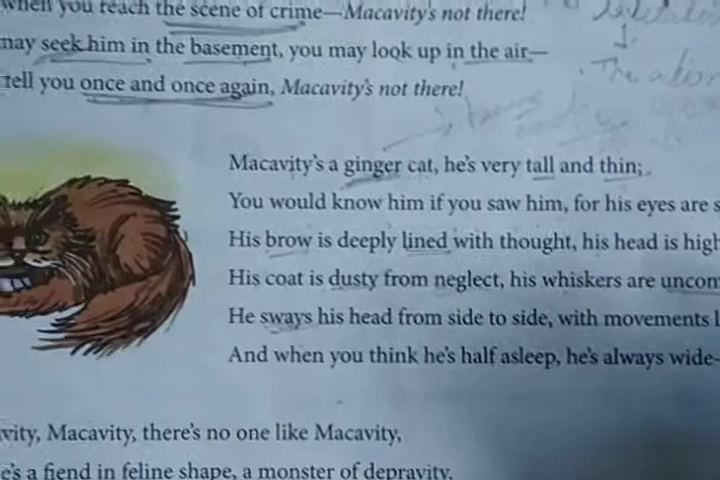 when you reach the scene of crime—Macavity's not there!
may seek him in the basement, you may look up in the air—
tell you once and once again, Macavity's not there!
Macavity's a ginger cat, he's very tall and thin;
You would know him if you saw him, for his eyes are s
His brow is deeply lined with thought, his head is high
His coat is dusty from neglect, his whiskers are uncom
He sways his head from side to side, with movements l
And when you think he's half asleep, he's always wide-
vity, Macavity, there's no one like Macavity,
e's a fiend in feline shape, a monster of depravity.